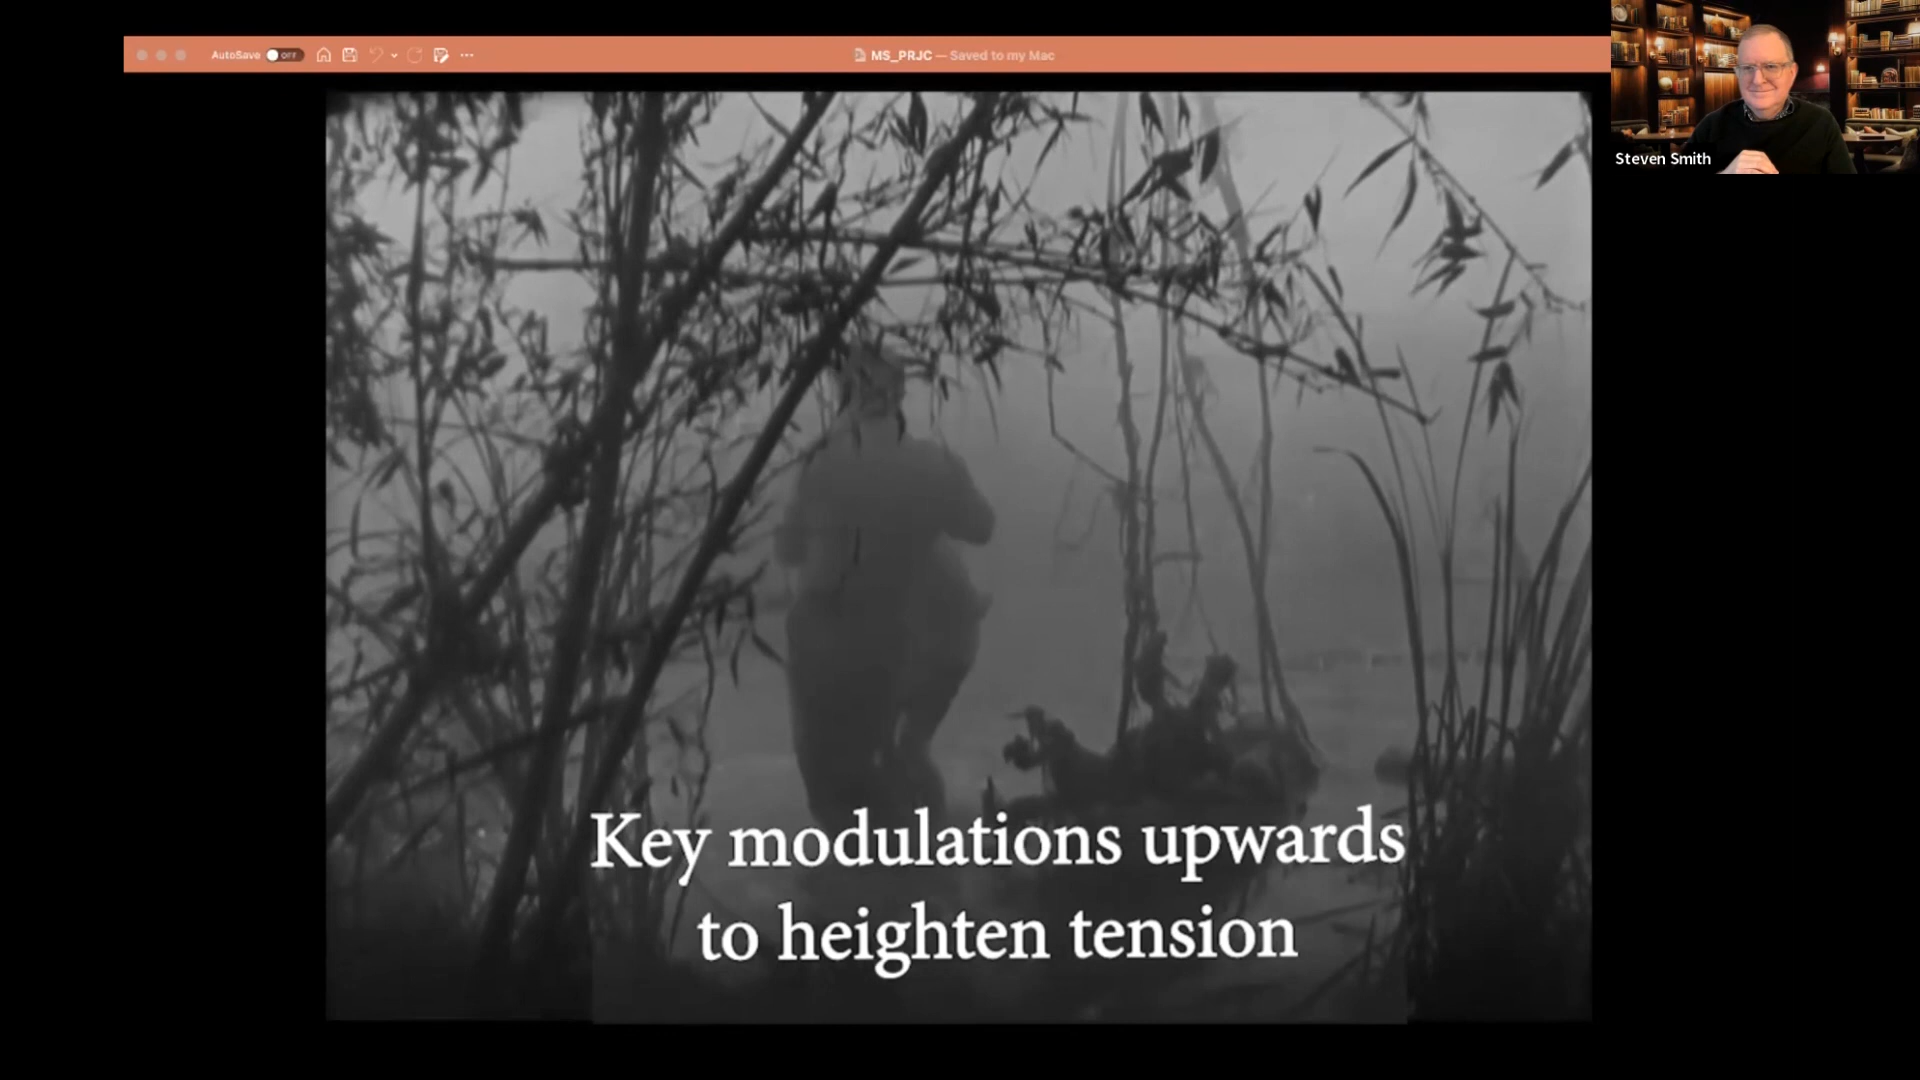 AutoSave OFF
MS_PRJC — Saved to my Mac
Steven Smith
Key modulations upwards
to heighten tension